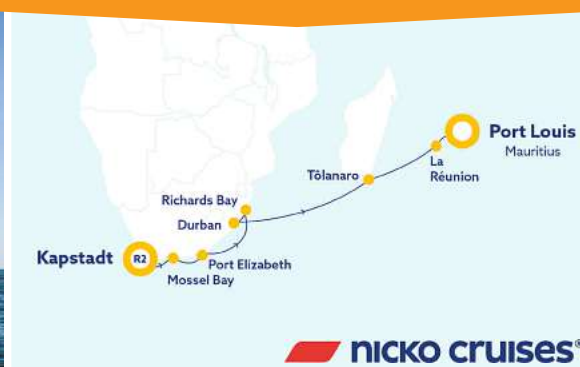 Port Louis
Mauritius
La
Réunion
Tôlanaro
Richards Bay
Durban
Kapstadt
R2
Port Elizabeth
Mossel Bay
nicko cruises®